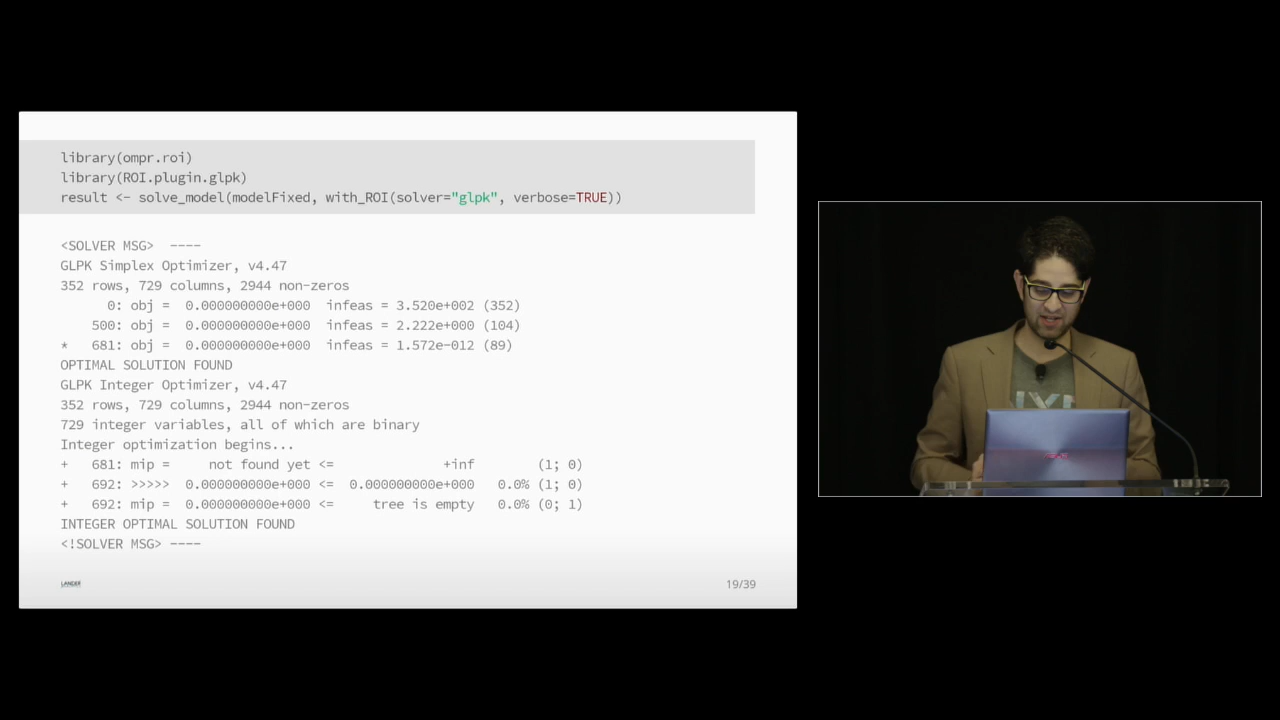 library(ompr.roi)
library(ROI.plugin.glpk)
result <- solve_model(modelFixed, with_ROI(solver="glpk", verbose=TRUE))
<SOLVER MSG>  ----
GLPK Simplex Optimizer, v4.47
352 rows, 729 columns, 2944 non-zeros
      0: obj =  0.000000000e+000  infeas = 3.520e+002 (352)
    500: obj =  0.000000000e+000  infeas = 2.222e+000 (104)
*   681: obj =  0.000000000e+000  infeas = 1.572e-012 (89)
OPTIMAL SOLUTION FOUND
GLPK Integer Optimizer, v4.47
352 rows, 729 columns, 2944 non-zeros
729 integer variables, all of which are binary
Integer optimization begins...
+   681: mip =     not found yet <=              +inf        (1; 0)
+   692: >>>>>  0.000000000e+000 <=  0.000000000e+000   0.0% (1; 0)
+   692: mip =  0.000000000e+000 <=     tree is empty   0.0% (0; 1)
INTEGER OPTIMAL SOLUTION FOUND
<!SOLVER MSG> ----
LANDER
19/39
ASUS